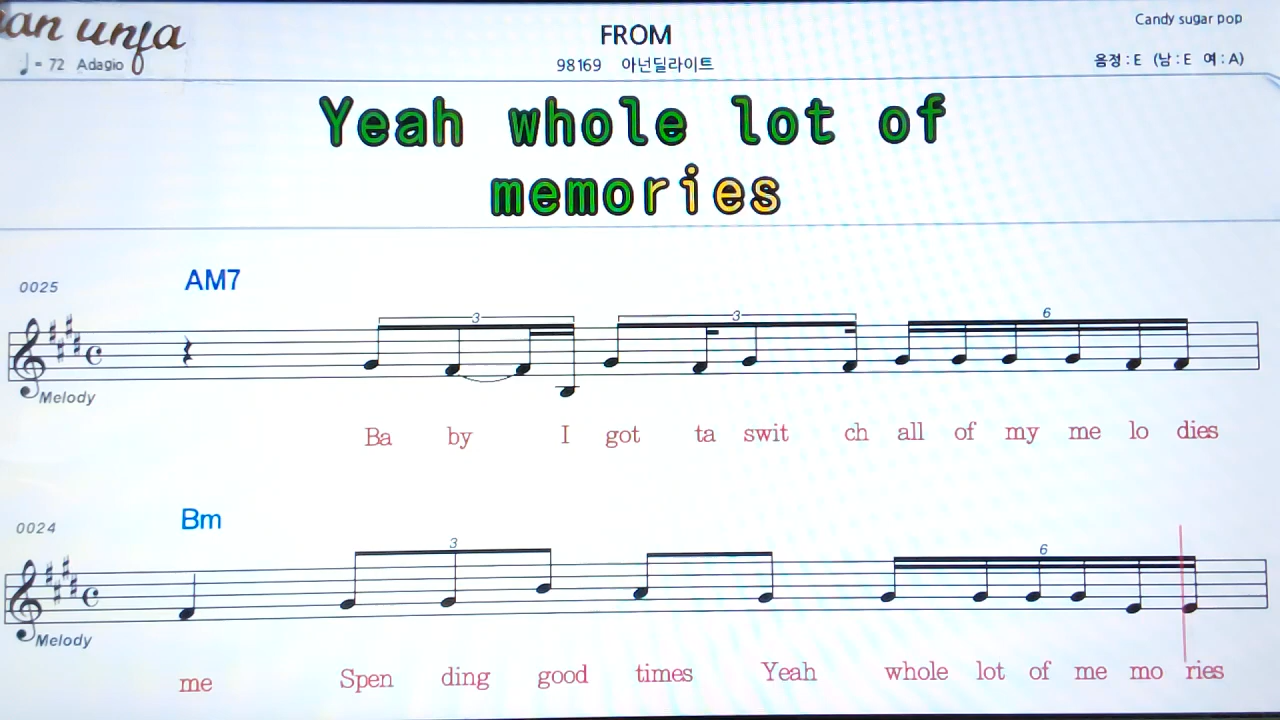 an unfa
FROM
Candy sugar pop
♩= 72 Adagio
98169 아넌딜라이트
음정 : E (남 : E 여 : A)
Yeah whole lot of
memories
0025
AM7
3 3 6
Melody
Ba by I got ta swit ch all of my me lo dies
0024
Bm
3 6
Melody
me Spen ding good times Yeah whole lot of me mo ries